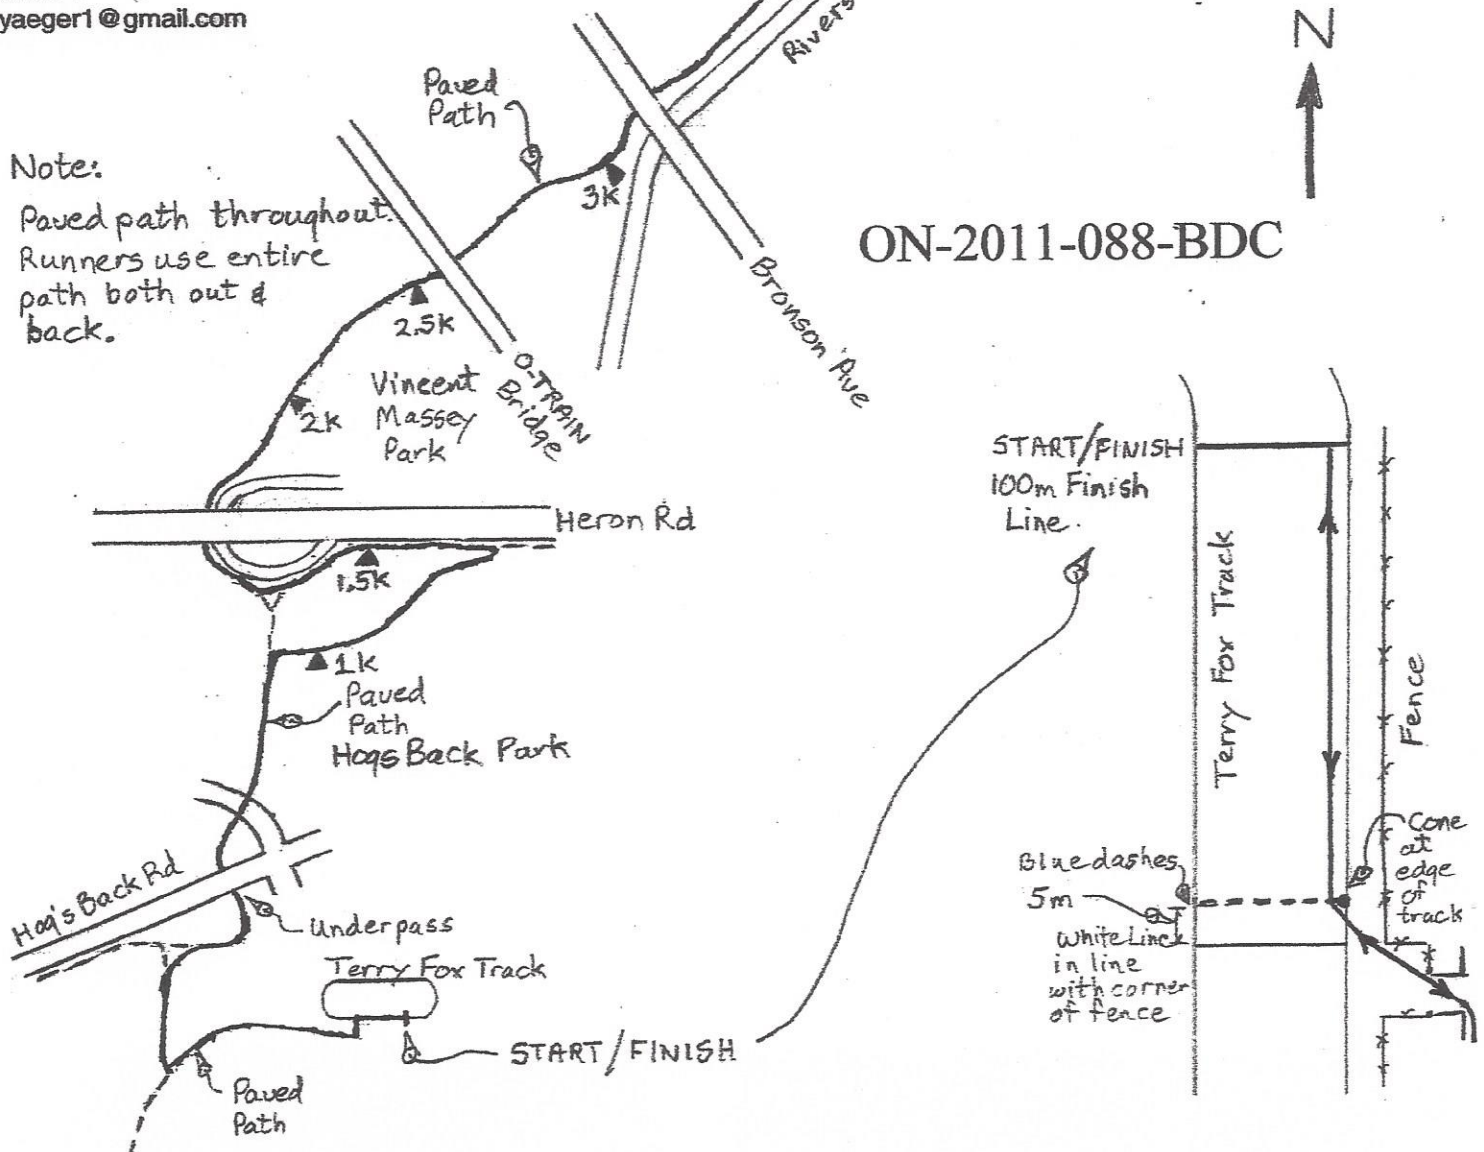 yaeger1@gmail.com
Note:
Paved path throughout.
Runners use entire
path both out &
back.
Paved
Path
3K
2.5K
2K
Vincent
Massey
Park
O-TRAIN
Bridge
Bronson Ave
Heron Rd
1.5K
1K
Paved
Path
Hogs Back Park
Hog's Back Rd
Underpass
Terry Fox Track
START/FINISH
Paved
Path
N
ON-2011-088-BDC
START/FINISH
100m Finish
Line.
Terry Fox Track
Fence
Cone
at
edge
of
track
Blue dashes
5m
White Line
in line
with corner
of fence